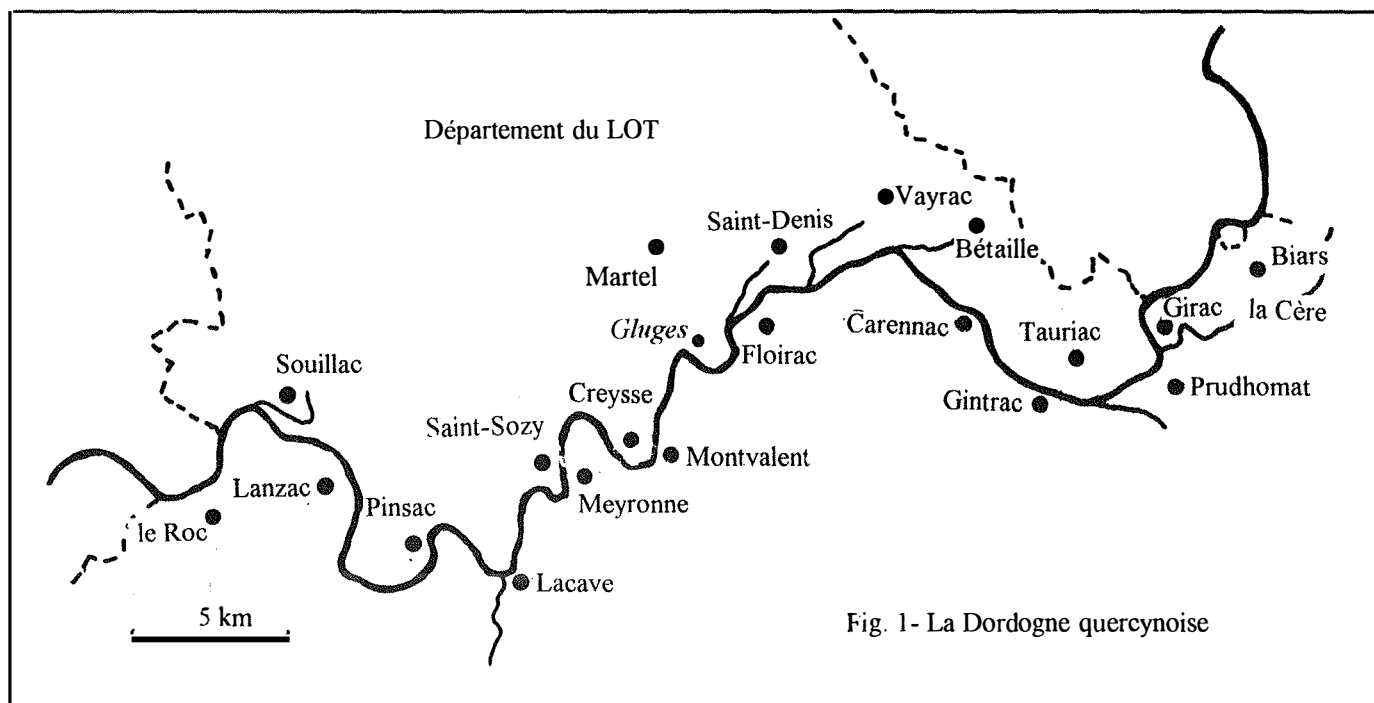 Département du LOT
Vayrac
Saint-Denis
Bétaille
Martel
Biars
Girac
la Cère
Gluges
Carennac
Tauriac
Floirac
Souillac
Prudhomat
Creysse
Gintrac
Saint-Sozy
Montvalent
Lanzac
Pinsac
Meyronne
le Roc
Lacave
5 km
Fig. 1- La Dordogne quercynoise